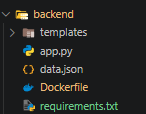 backend
templates
app.py
data.json
Dockerfile
requirements.txt